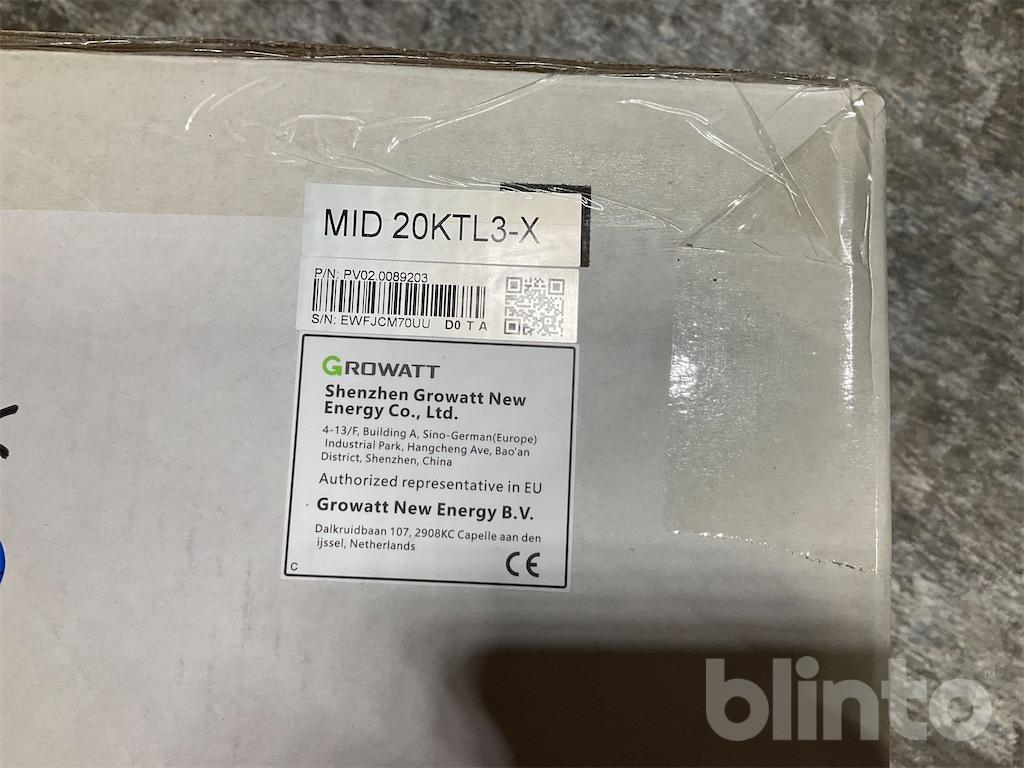 MID 20KTL3-X
P/N: PV02.0089203
S/N: EWFJCM70UU D0 T A
GROWATT
Shenzhen Growatt New
Energy Co., Ltd.
4-13/F, Building A, Sino-German(Europe)
Industrial Park, Hangcheng Ave, Bao'an
District, Shenzhen, China
Authorized representative in EU
Growatt New Energy B.V.
Dalkruidbaan 107, 2908KC Capelle aan den
ijssel, Netherlands
C CE
blinto™